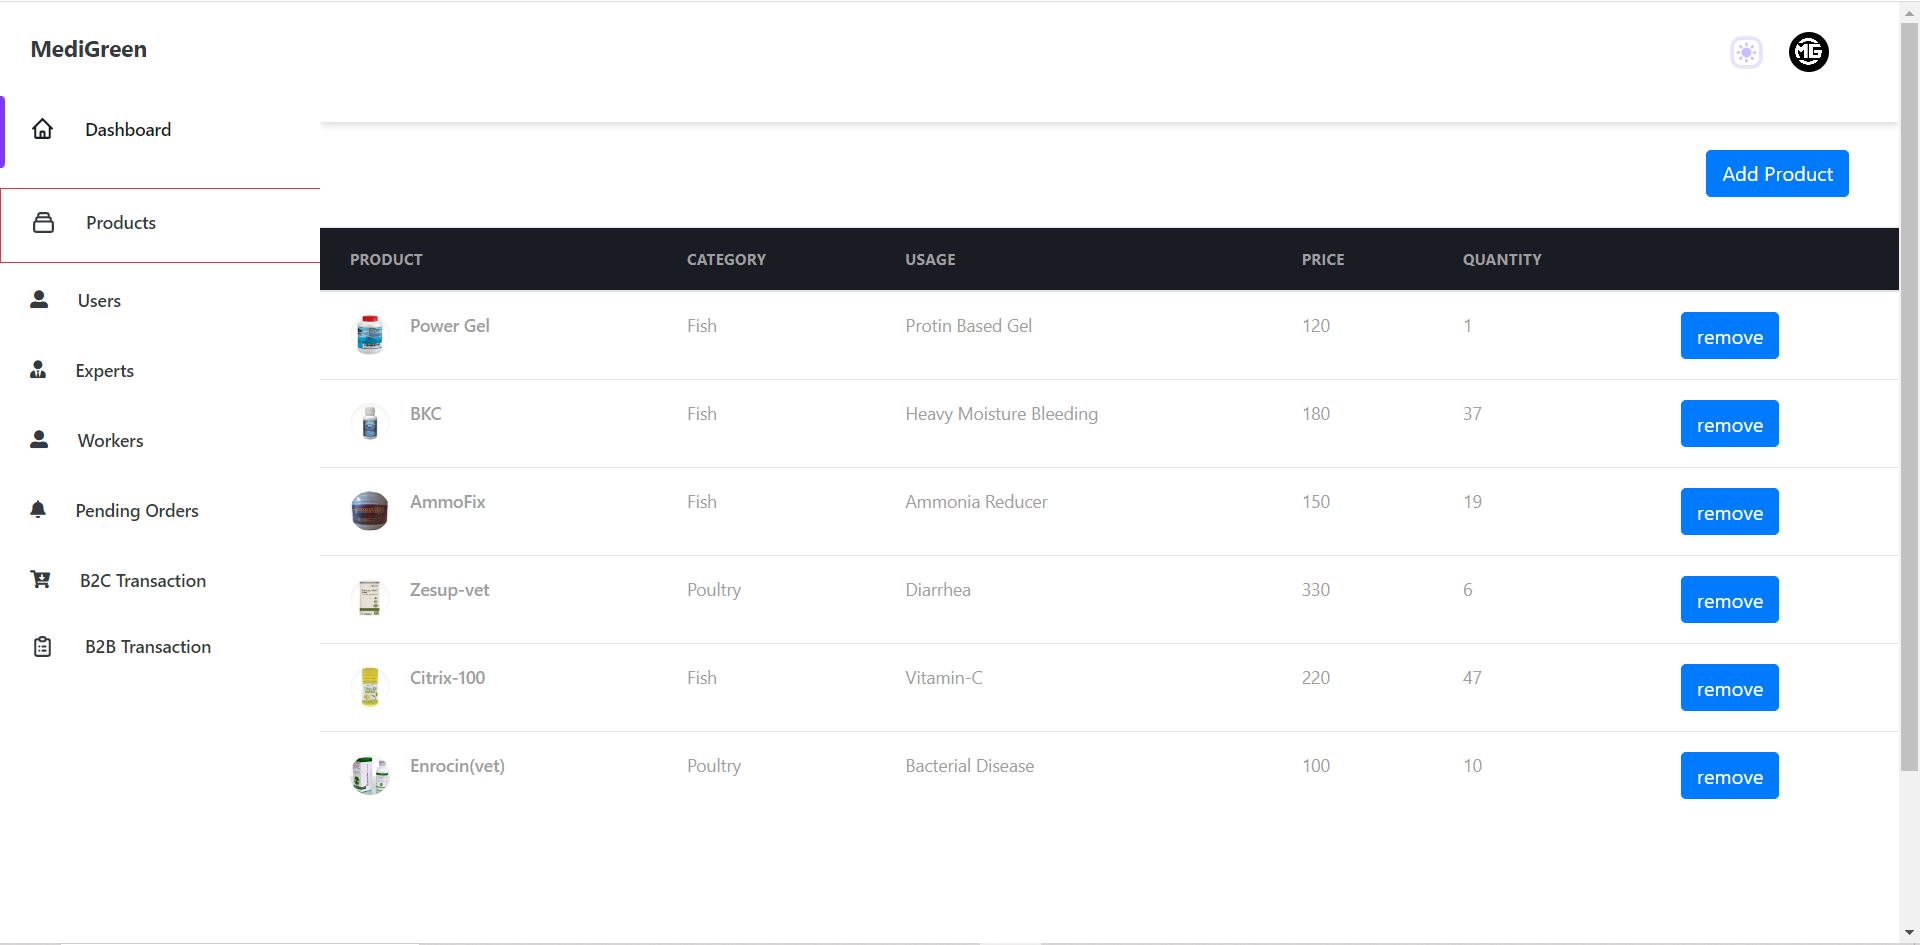 MediGreen
MG
Dashboard
Products
Users
Experts
Workers
Pending Orders
B2C Transaction
B2B Transaction
Add Product
PRODUCT CATEGORY USAGE PRICE QUANTITY
Power Gel Fish Protin Based Gel 120 1 remove
BKC Fish Heavy Moisture Bleeding 180 37 remove
AmmoFix Fish Ammonia Reducer 150 19 remove
Zesup-vet Poultry Diarrhea 330 6 remove
Citrix-100 Fish Vitamin-C 220 47 remove
Enrocin(vet) Poultry Bacterial Disease 100 10 remove